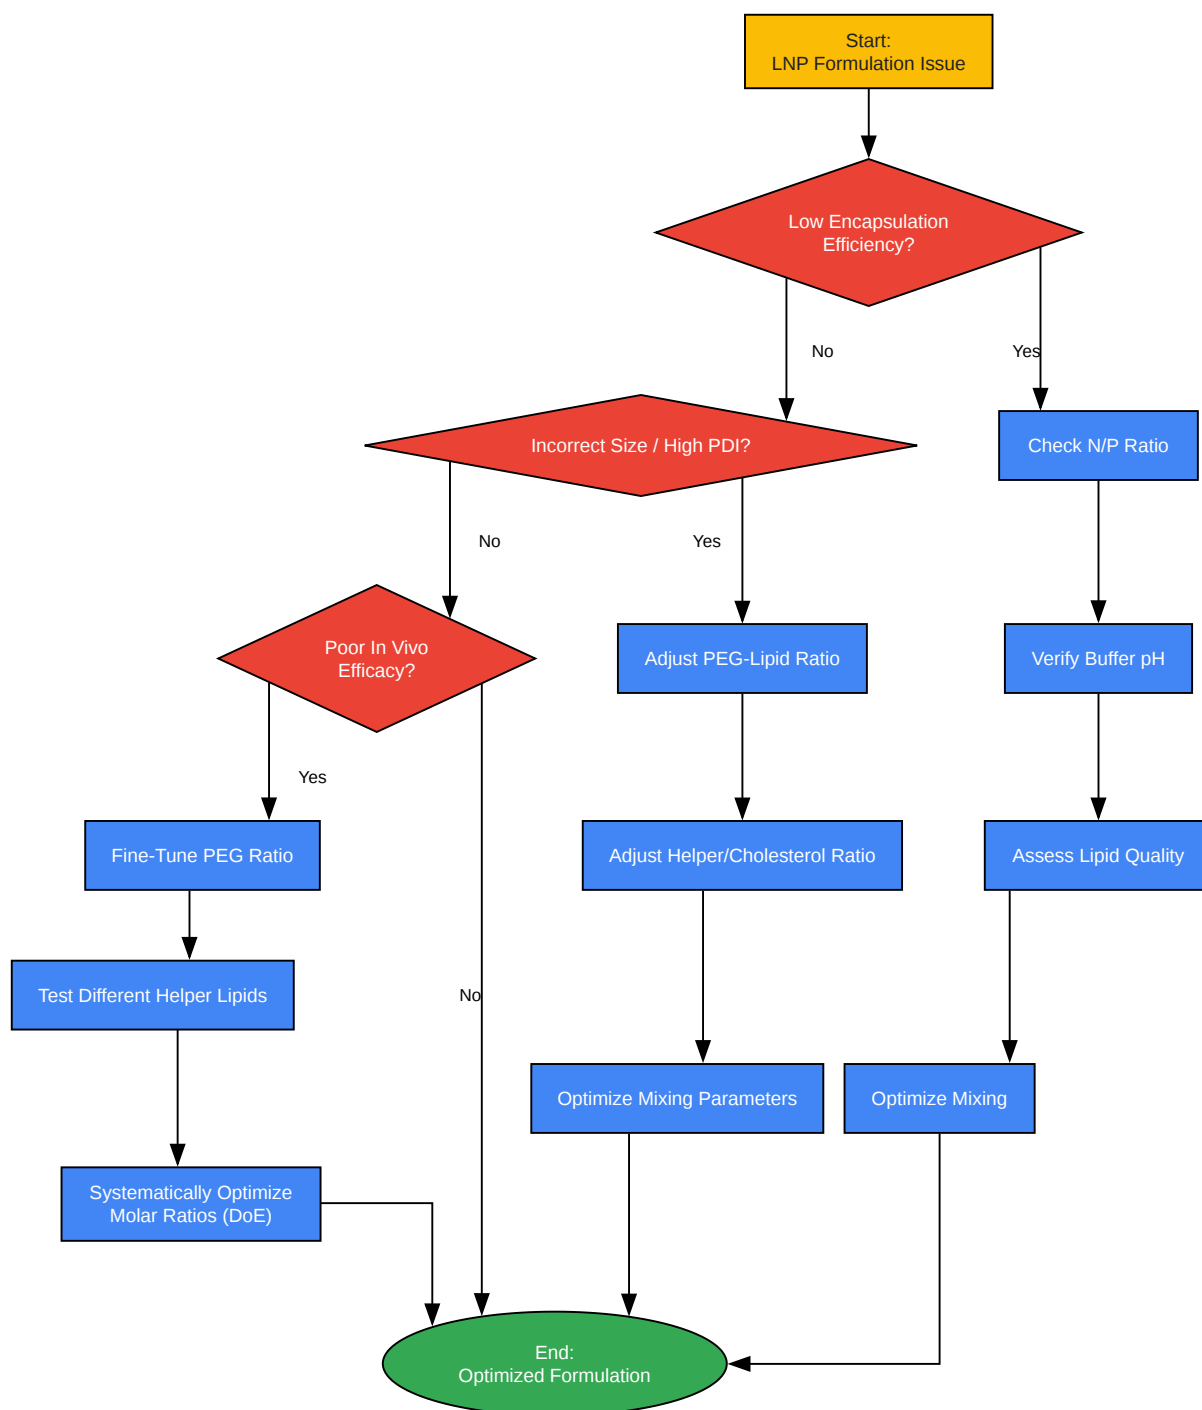 Start:
LNP Formulation Issue
Low Encapsulation
Efficiency?
No
Yes
Incorrect Size / High PDI?
Check N/P Ratio
No
Yes
Poor In Vivo
Efficacy?
Adjust PEG-Lipid Ratio
Verify Buffer pH
Yes
Fine-Tune PEG Ratio
Adjust Helper/Cholesterol Ratio
Assess Lipid Quality
Test Different Helper Lipids
No
Optimize Mixing Parameters
Optimize Mixing
Systematically Optimize
Molar Ratios (DoE)
End:
Optimized Formulation